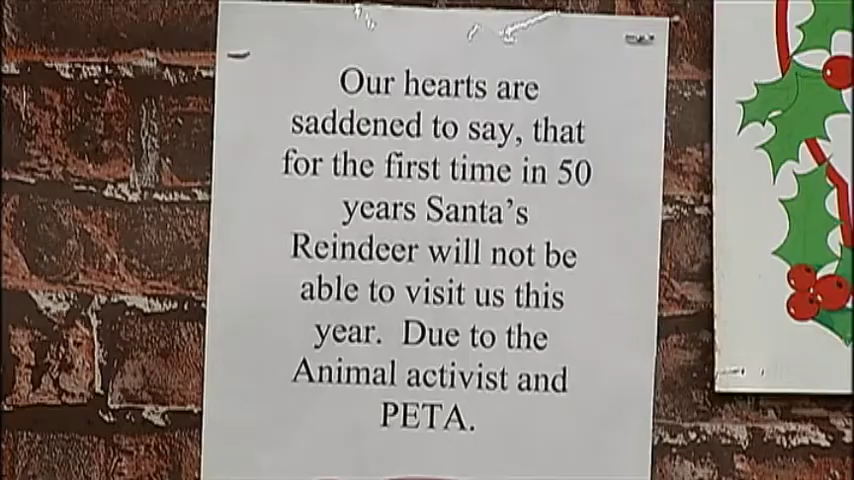 Our hearts are
saddened to say, that
for the first time in 50
years Santa's
Reindeer will not be
able to visit us this
year.  Due to the
Animal activist and
PETA.